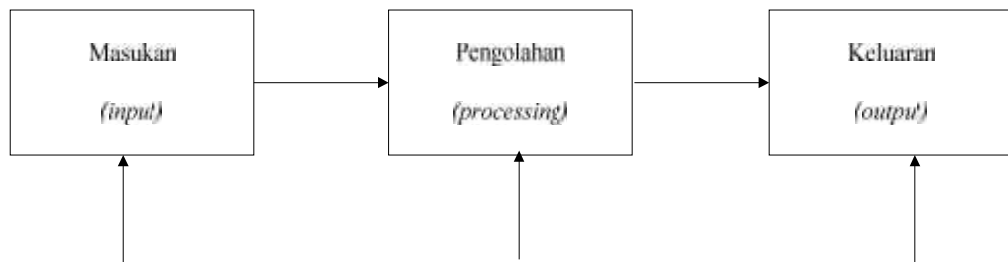 Masukan
(input)
Pengolahan
(processing)
Keluaran
(output)